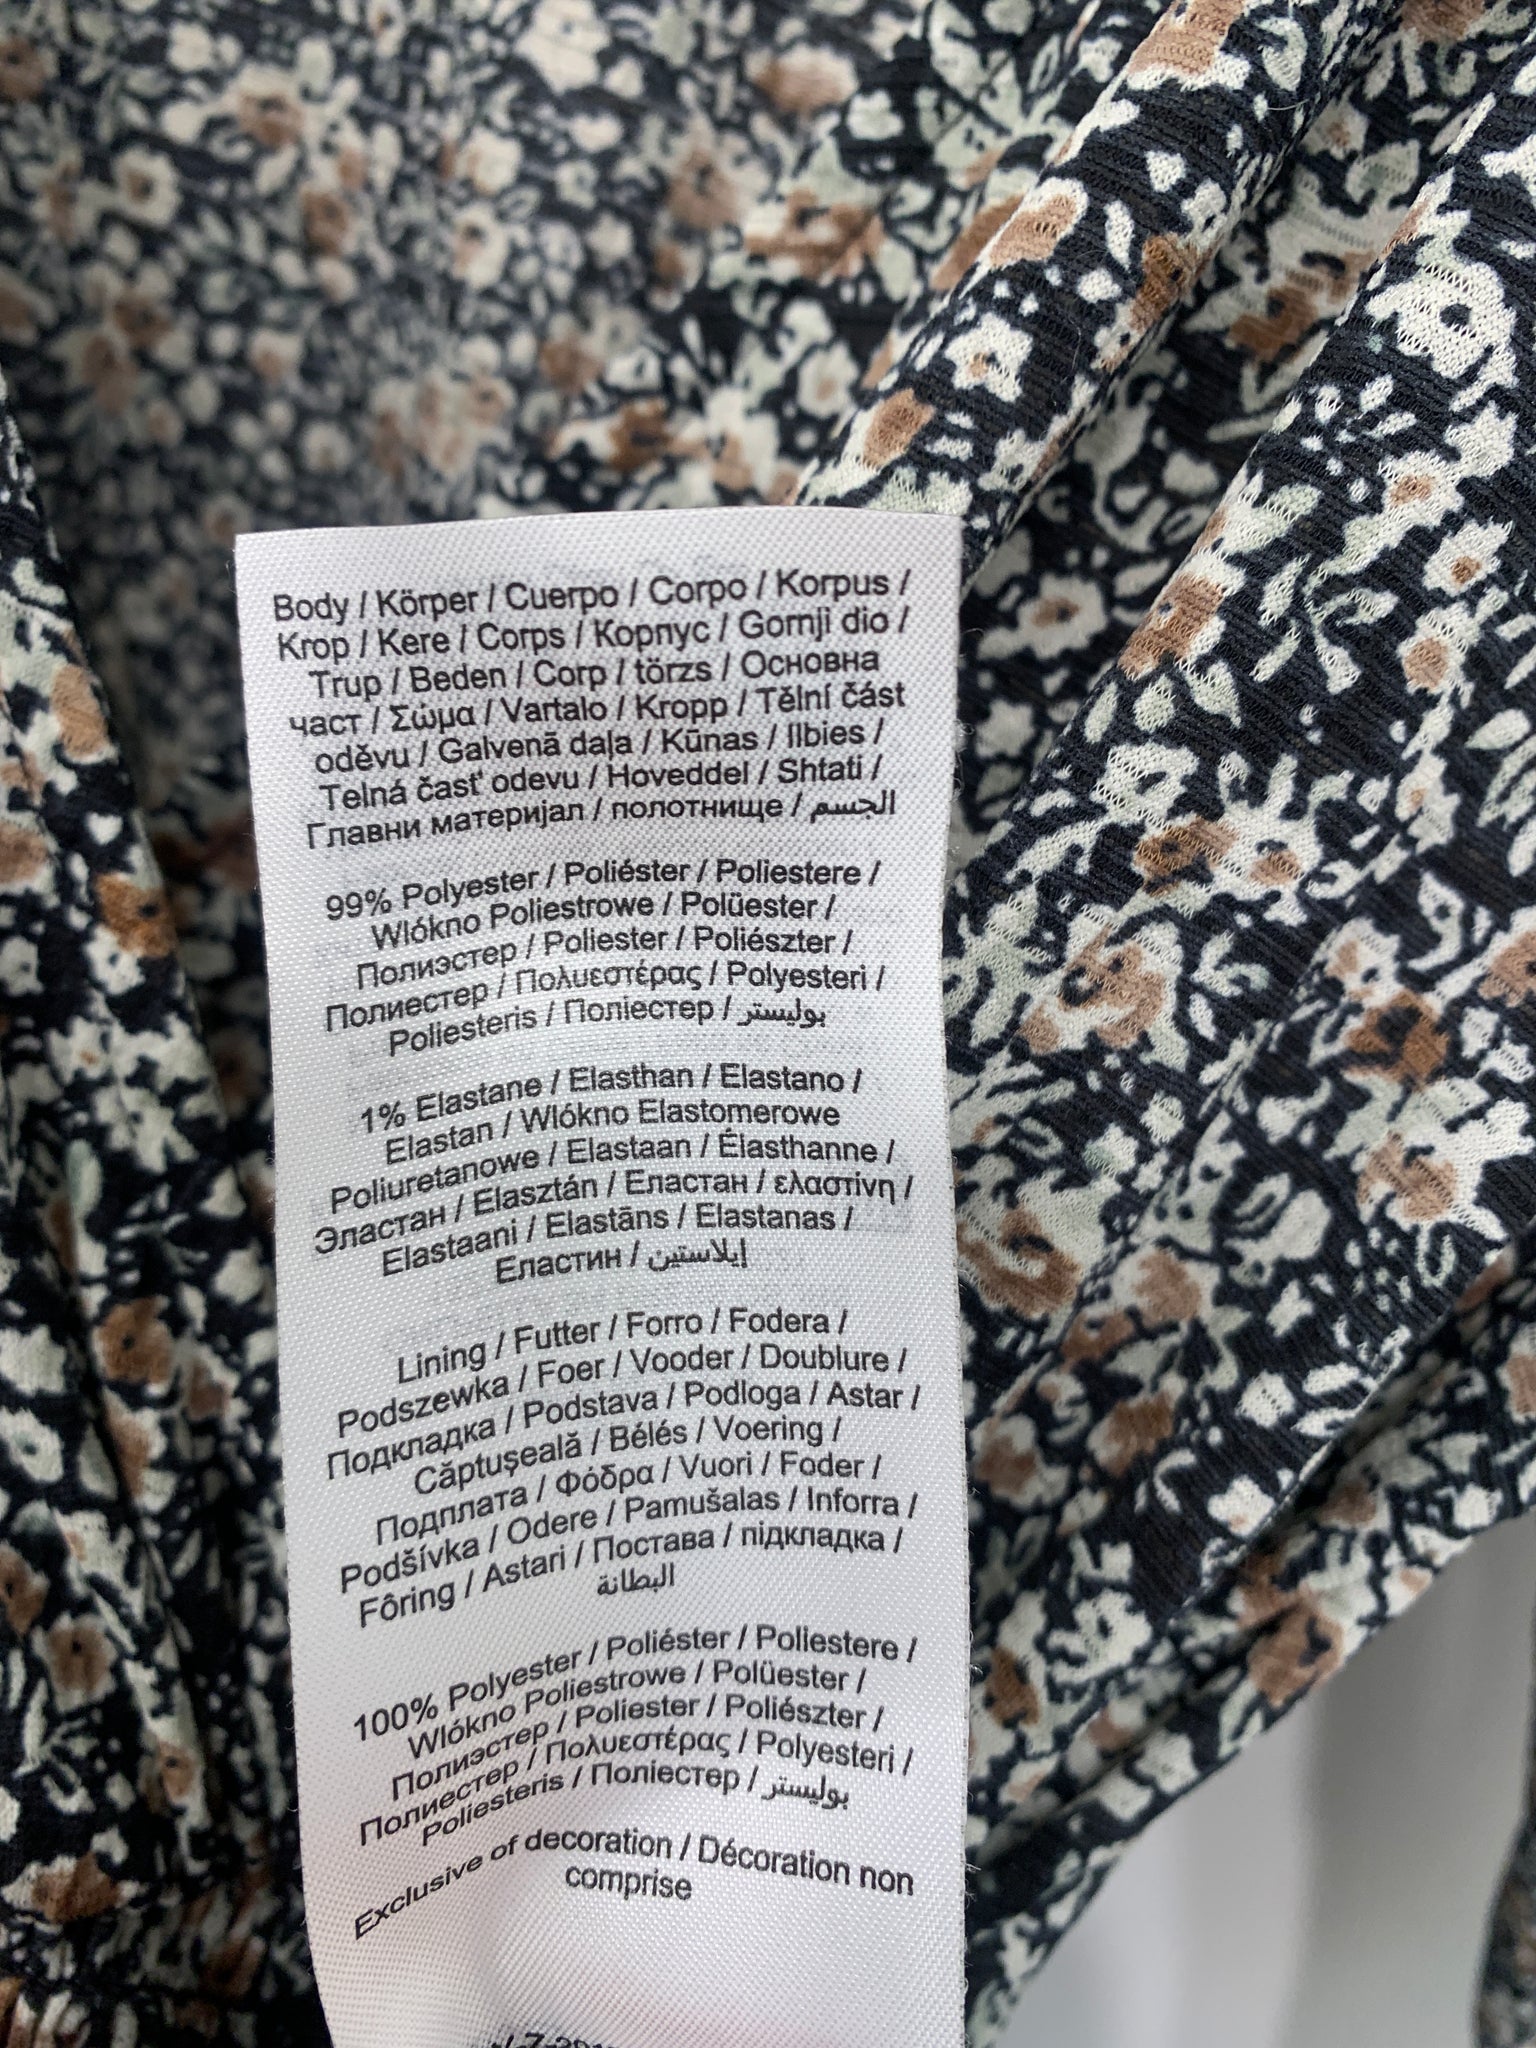 Body / Körper / Cuerpo / Corpo / Korpus /
Krop / Kere / Corps / Корпус / Gornji dio /
Trup / Beden / Corp / törzs / Основна
част / Σώμα / Vartalo / Kropp / Tělní část
oděvu / Galvenā daļa / Kūnas / Ilbies /
Telná časť odevu / Hoveddel / Shtati /
Главни материјал / полотнище / الجسم
99% Polyester / Poliéster / Poliestere /
Wlókno Poliestrowe / Polüester /
Полиэстер / Poliester / Poliészter /
Полиестер / Πολυεστέρας / Polyesteri /
Poliesteris / Поліестер / بوليستر
1% Elastane / Elasthan / Elastano /
Elastan / Wlókno Elastomerowe
Poliuretanowe / Elastaan / Élasthanne /
Эластан / Elasztán / Еластан / ελαστίνη /
Elastaani / Elastāns / Elastanas /
Еластин / إيلاستين
Lining / Futter / Forro / Fodera /
Podszewka / Foer / Vooder / Doublure /
Подкладка / Podstava / Podloga / Astar /
Căptuşeală / Bélés / Voering /
Подплата / Φόδρα / Vuori / Foder /
Podšívka / Odere / Pamušalas / Inforra /
Fôring / Astari / Постава / підкладка /
البطانة
100% Polyester / Poliéster / Poliestere /
Wlókno Poliestrowe / Polüester /
Полиэстер / Poliester / Poliészter /
Полиестер / Πολυεστέρας / Polyesteri /
Poliesteris / Поліестер / بوليستر
Exclusive of decoration / Décoration non
comprise